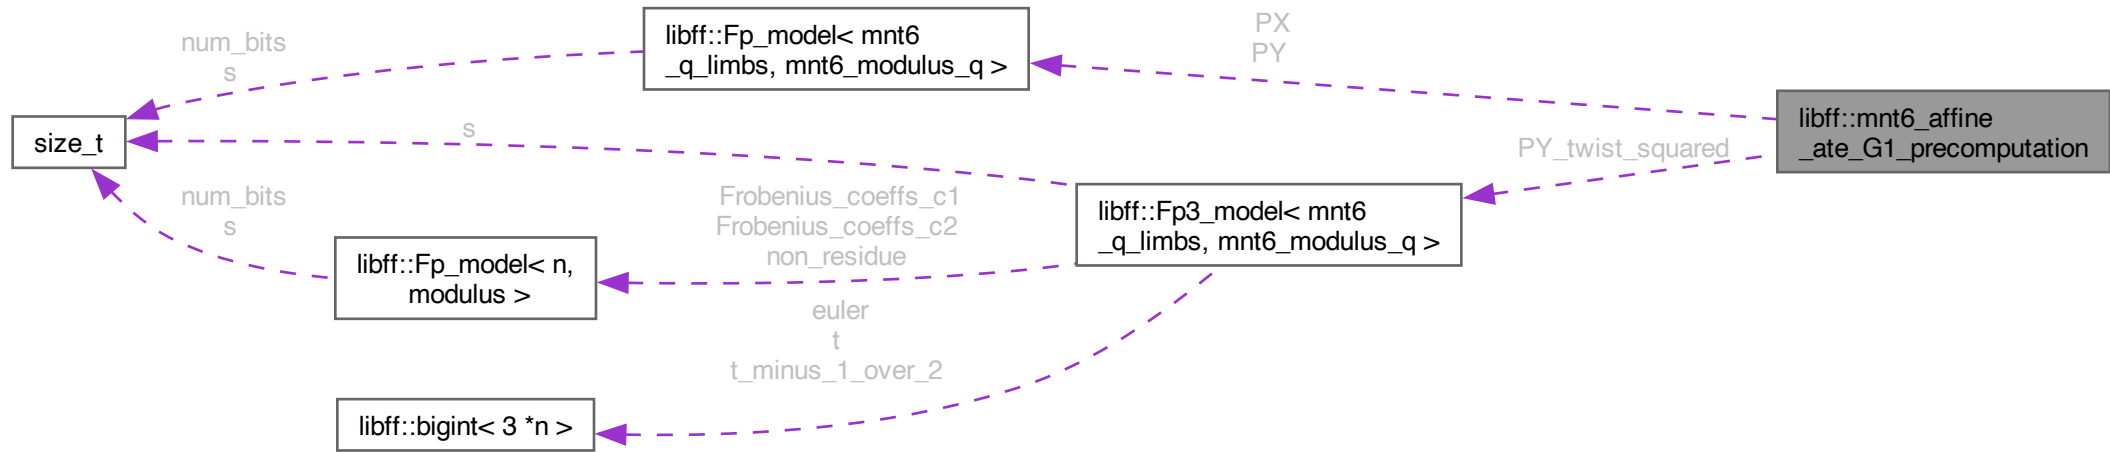 num_bits
s
libff::Fp_model< mnt6
_q_limbs, mnt6_modulus_q >
PX
PY
size_t
s
libff::mnt6_affine
_ate_G1_precomputation
PY_twist_squared
num_bits
s
Frobenius_coeffs_c1
Frobenius_coeffs_c2
non_residue
libff::Fp3_model< mnt6
_q_limbs, mnt6_modulus_q >
libff::Fp_model< n,
modulus >
euler
t
t_minus_1_over_2
libff::bigint< 3 *n >